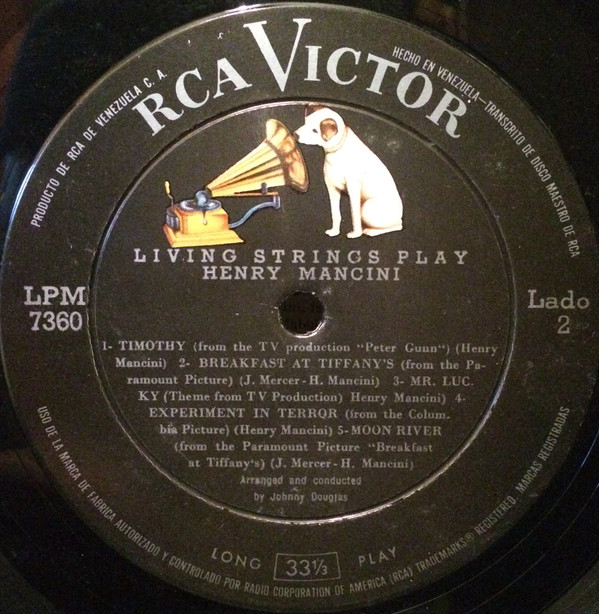 RCA VICTOR
PRODUCTO DE RCA DE VENEZUELA C. A.
HECHO EN VENEZUELA—TRANSCRITO DE DISCO MAESTRO DE RCA
LIVING STRINGS PLAY
HENRY MANCINI
LPM
7360
Lado
2
1- TIMOTHY (from the TV production "Peter Gunn") (Henry
Mancini) 2- BREAKFAST AT TIFFANY'S (from the Pa-
ramount Picture) (J. Mercer-H. Mancini) 3- MR. LUC-
KY (Theme from TV Production) Henry Mancini) 4-
EXPERIMENT IN TERROR (from the Colum-
bia Picture) (Henry Mancini) 5-MOON RIVER
(from the Paramount Picture "Breakfast
at Tiffany's) (J. Mercer-H. Mancini)
Arranged and conducted
by Johnny Douglas
LONG 33⅓ PLAY
USO DE LA MARCA DE FABRICA AUTORIZADO Y CONTROLADO POR RADIO CORPORATION OF AMERICA (RCA) TRADEMARKS® REGISTERED. MARCAS REGISTRADAS